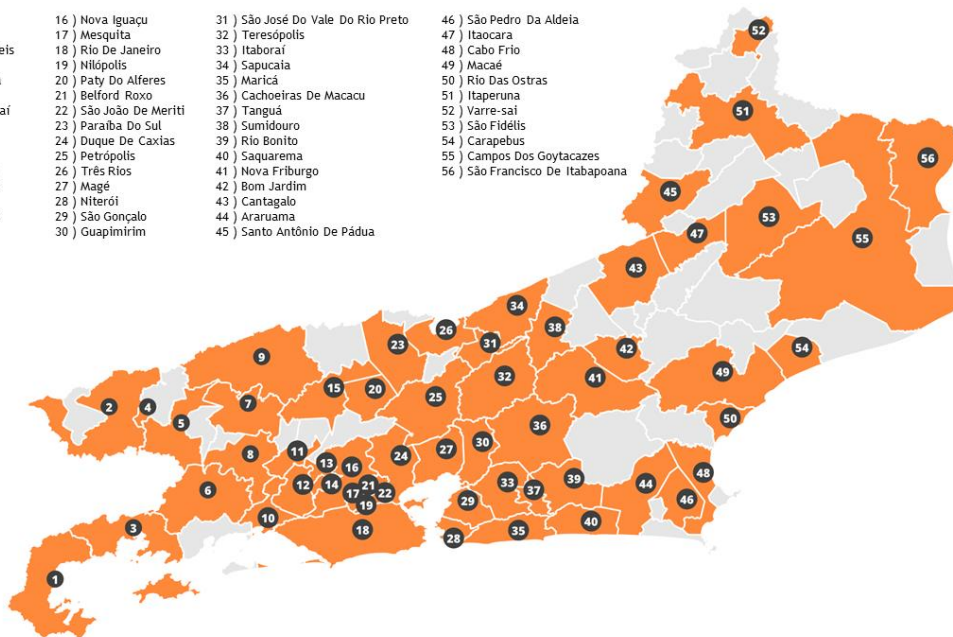 eis
aí
16 ) Nova Iguaçu
17 ) Mesquita
18 ) Rio De Janeiro
19 ) Nilópolis
20 ) Paty Do Alferes
21 ) Belford Roxo
22 ) São João De Meriti
23 ) Paraíba Do Sul
24 ) Duque De Caxias
25 ) Petrópolis
26 ) Três Rios
27 ) Magé
28 ) Niterói
29 ) São Gonçalo
30 ) Guapimirim
31 ) São José Do Vale Do Rio Preto
32 ) Teresópolis
33 ) Itaboraí
34 ) Sapucaia
35 ) Maricá
36 ) Cachoeiras De Macacu
37 ) Tanguá
38 ) Sumidouro
39 ) Rio Bonito
40 ) Saquarema
41 ) Nova Friburgo
42 ) Bom Jardim
43 ) Cantagalo
44 ) Araruama
45 ) Santo Antônio De Pádua
46 ) São Pedro Da Aldeia
47 ) Itaocara
48 ) Cabo Frio
49 ) Macaé
50 ) Rio Das Ostras
51 ) Itaperuna
52 ) Varre-sai
53 ) São Fidélis
54 ) Carapebus
55 ) Campos Dos Goytacazes
56 ) São Francisco De Itabapoana
52
51
56
45
53
47
55
43
34
26
38
23
31
42
54
9
32
49
15
20
41
25
7
2
4
50
5
36
30
27
11
8
24
13
16
48
39
33
12
14
21
44
6
17
22
37
29
46
19
10
40
3
18
35
28
1